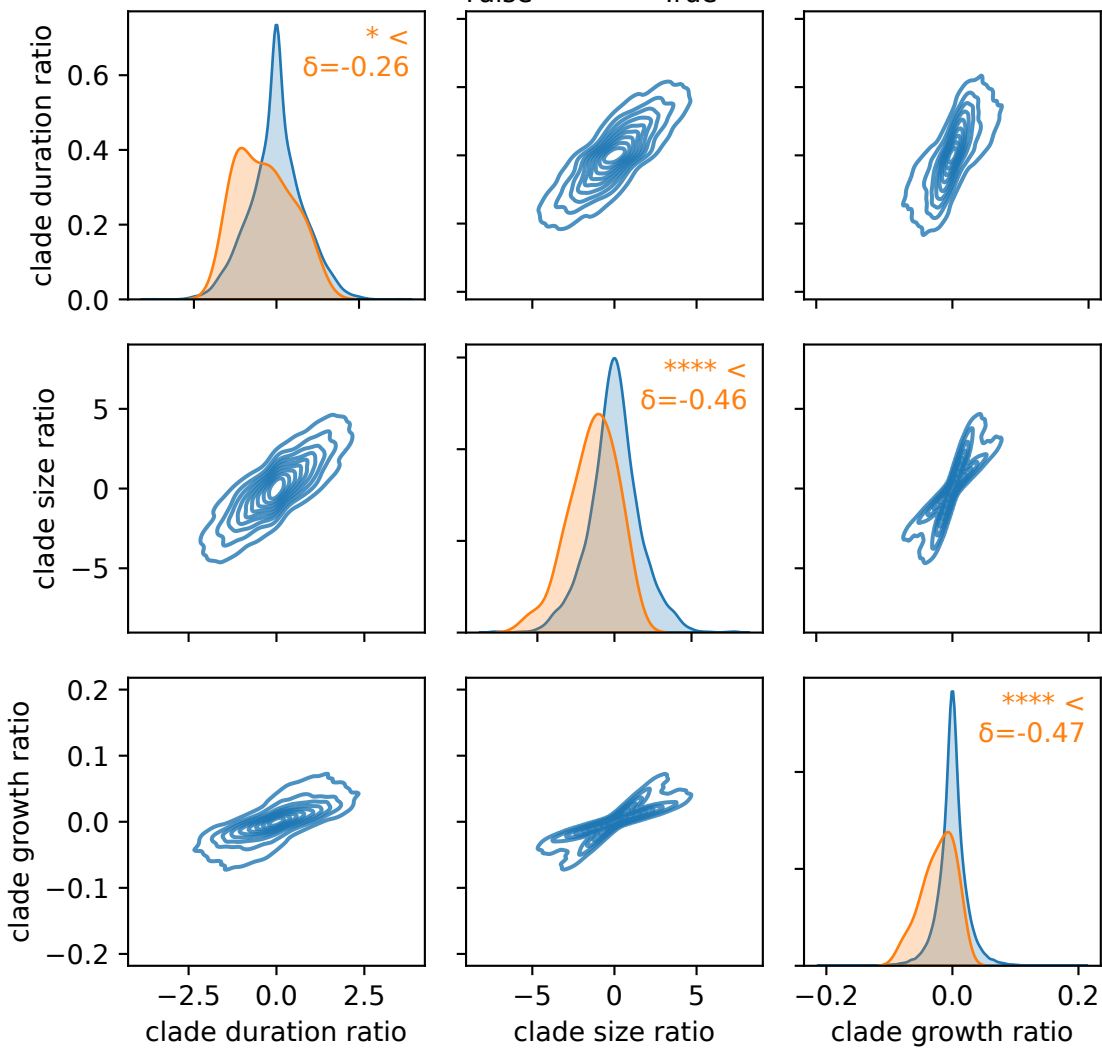 clade duration ratio
0.6
0.4
0.2
0.0
* <
δ=-0.26
clade size ratio
5
0
−5
**** <
δ=-0.46
clade growth ratio
0.2
0.1
0.0
−0.1
−0.2
**** <
δ=-0.47
−2.5
0.0
2.5
−5
0
5
−0.2
0.0
0.2
clade duration ratio
clade size ratio
clade growth ratio